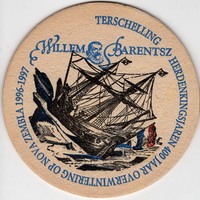 TERSCHELLING
WILLEM BARENTSZ
HERDENKINGSJAREN 400 JAAR OVERWINTERING OP NOVA ZEMBLA 1996-1997